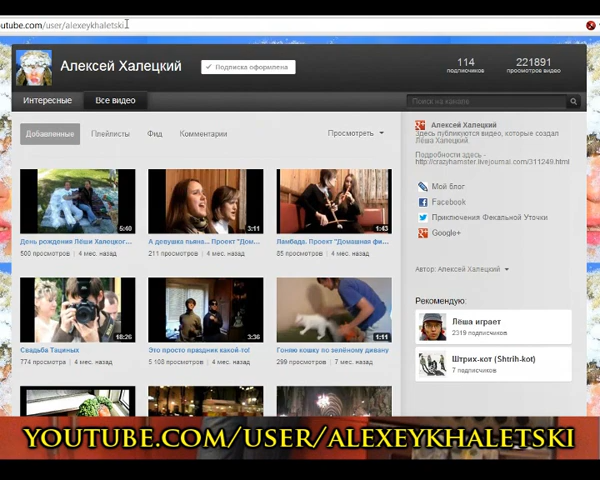 outube.com/user/alexeykhaletski
Алексей Халецкий
✓ Подписка оформлена
114
подписчиков
221891
просмотров видео
Интересные
Все видео
Поиск на канале
Добавленные
Плейлисты
Фид
Комментарии
Просмотреть
5:40
День рождения Лёши Халецкого...
500 просмотров | 4 мес. назад
3:11
А девушка пьяна... Проект "Дом...
211 просмотров | 4 мес. назад
1:43
Ламбада. Проект "Домашная фи...
85 просмотров | 4 мес. назад
18:26
Свадьба Тациных
774 просмотра | 4 мес. назад
3:36
Это просто праздник какой-то!
5 108 просмотров | 4 мес. назад
1:11
Гоняю кошку по зелёному дивану
299 просмотров | 7 мес. назад
Алексей Халецкий
Здесь публикуются видео, которые создал
Лёша Халецкий.
Подробности здесь -
http://crazyhamster.livejournal.com/311249.html
Мой блог
Facebook
Приключения Фекальной Уточки
Google+
Автор: Алексей Халецкий
Рекомендую:
Лёша играет
2319 подписчиков
Штрих-кот (Shtrih-kot)
7 подписчиков
YOUTUBE.COM/USER/ALEXEYKHALETSKI